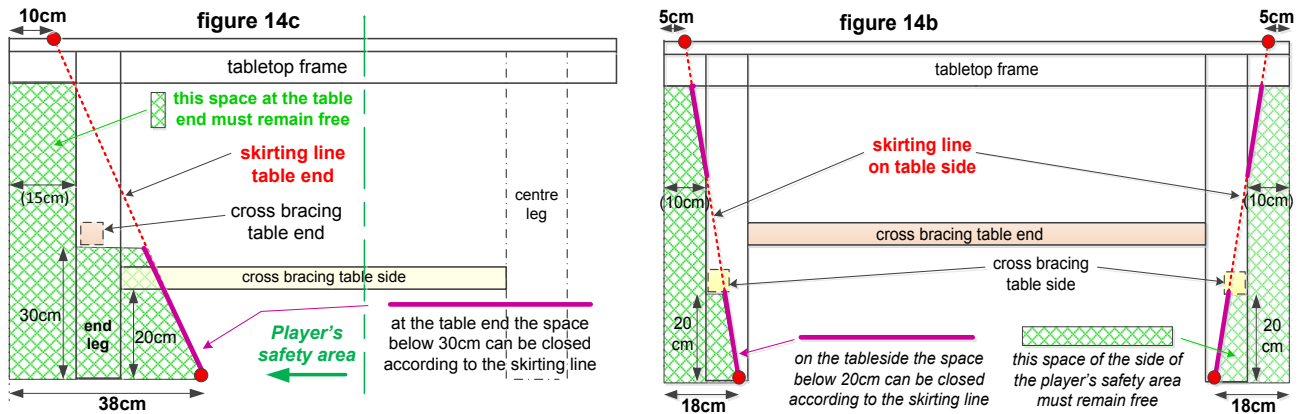 10cm
figure 14c
tabletop frame
this space at the table
end must remain free
skirting line
table end
(15cm)
cross bracing
table end
centre
leg
cross bracing table side
30cm
end
leg
20cm
Player's
safety area
at the table end the space
below 30cm can be closed
according to the skirting line
38cm
5cm
figure 14b
5cm
tabletop frame
skirting line
on table side
(10cm)
(10cm)
cross bracing table end
cross bracing
table side
20
cm
20
cm
on the tableside the space
below 20cm can be closed
according to the skirting line
this space of the side of
the player's safety area
must remain free
18cm
18cm